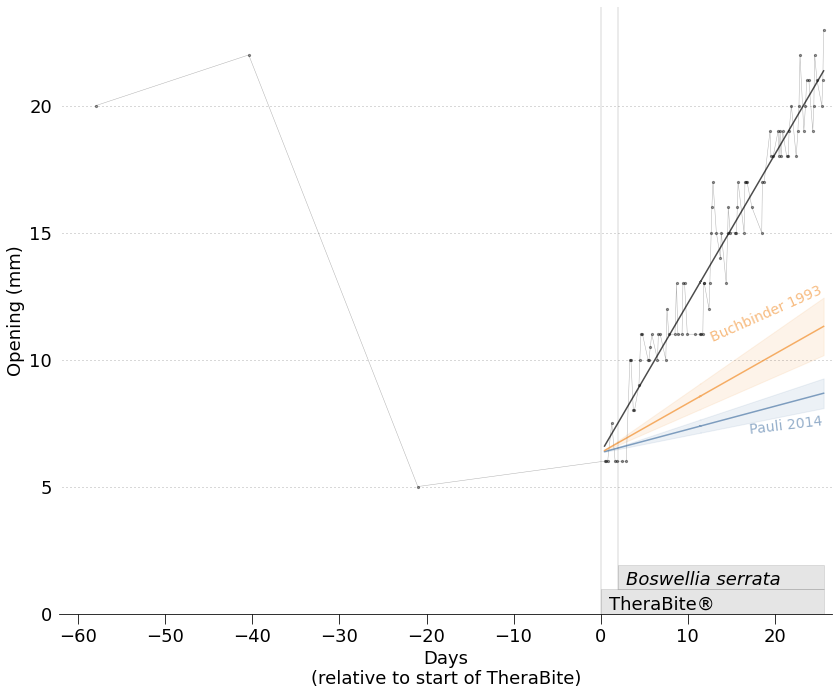 20
15
10
5
0
Opening (mm)
Buchbinder 1993
Pauli 2014
Boswellia serrata
TheraBite®
−60 −50 −40 −30 −20 −10 0 10 20
Days
(relative to start of TheraBite)